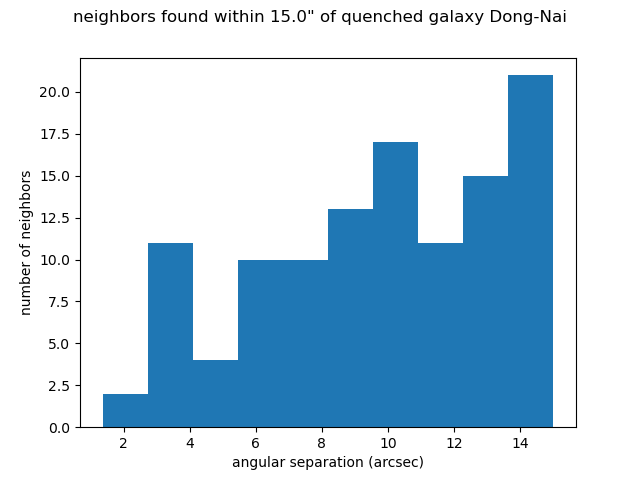 neighbors found within 15.0" of quenched galaxy Dong-Nai
20.0
17.5
15.0
12.5
10.0
7.5
5.0
2.5
0.0
number of neighbors
2 4 6 8 10 12 14
angular separation (arcsec)